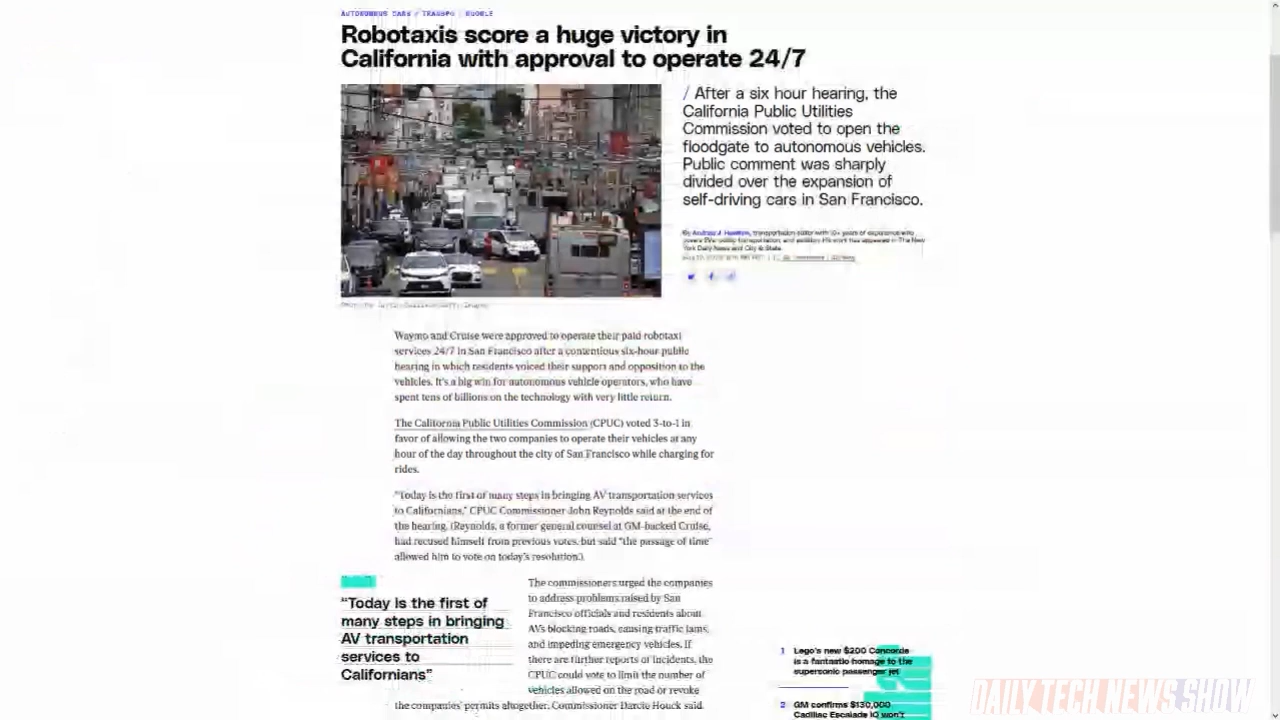 AUTONOMOUS CARS / TRANSPO / GOOGLE
Robotaxis score a huge victory in
California with approval to operate 24/7
/ After a six hour hearing, the
California Public Utilities
Commission voted to open the
floodgate to autonomous vehicles.
Public comment was sharply
divided over the expansion of
self-driving cars in San Francisco.
By Andrew J. Hawkins, transportation editor with 10+ years of experience who
covers EVs, public transportation, and aviation. His work has appeared in The New
York Daily News and City & State.
Waymo and Cruise were approved to operate their paid robotaxi
services 24/7 in San Francisco after a contentious six-hour public
hearing in which residents voiced their support and opposition to the
vehicles. It's a big win for autonomous vehicle operators, who have
spent tens of billions on the technology with very little return.
The California Public Utilities Commission (CPUC) voted 3-to-1 in
favor of allowing the two companies to operate their vehicles at any
hour of the day throughout the city of San Francisco while charging for
rides.
"Today is the first of many steps in bringing AV transportation services
to Californians," CPUC Commissioner John Reynolds said at the end of
the hearing. (Reynolds, a former general counsel at GM-backed Cruise,
had recused himself from previous votes, but said "the passage of time"
allowed him to vote on today's resolution.)
"Today is the first of
many steps in bringing
AV transportation
services to
Californians"
The commissioners urged the companies
to address problems raised by San
Francisco officials and residents about
AVs blocking roads, causing traffic jams,
and impeding emergency vehicles. If
there are further reports of incidents, the
CPUC could vote to limit the number of
vehicles allowed on the road or revoke
the companies' permits altogether, Commissioner Darcie Houck said.
1 Lego's new $200 Concorde
is a fantastic homage to the
supersonic passenger jet
2 GM confirms $130,000
Cadillac Escalade IQ won't
DAILY TECH NEWS SHOW